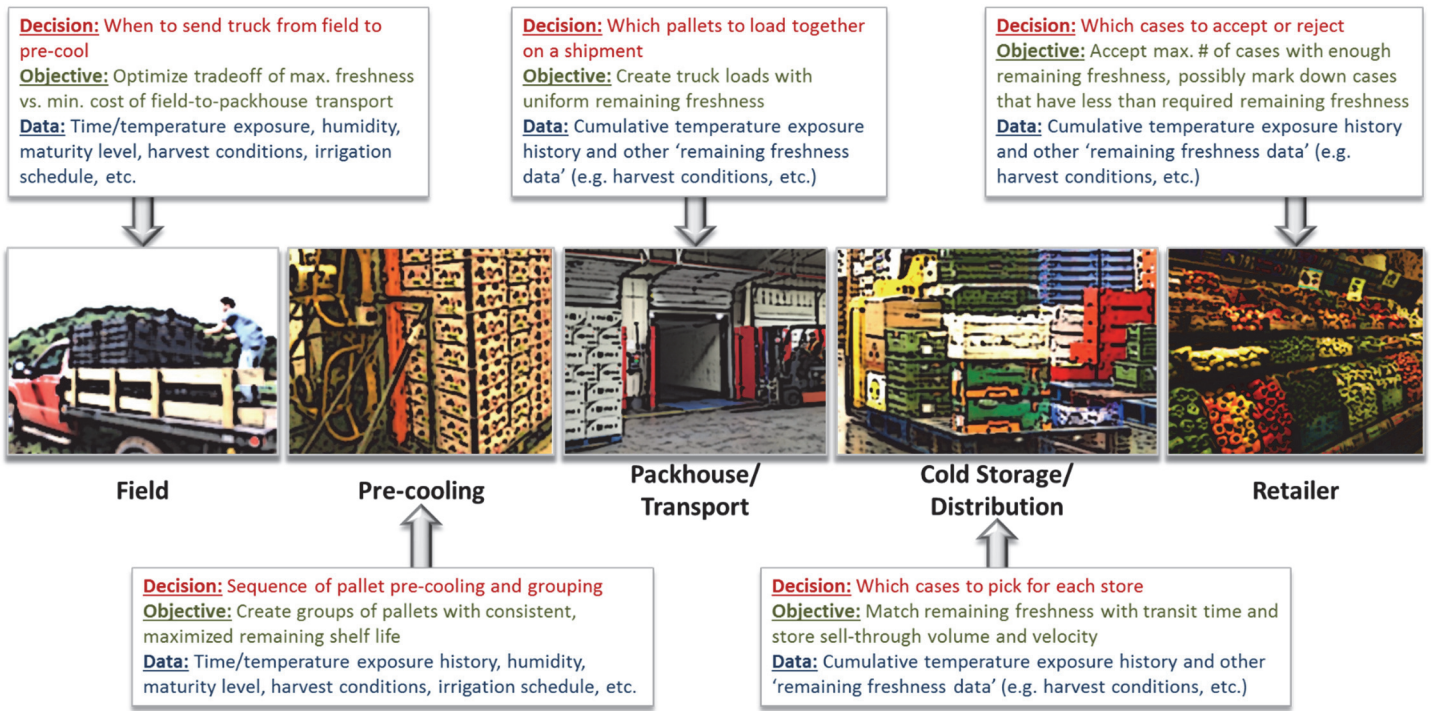 Decision: When to send truck from field to
pre-cool
Objective: Optimize tradeoff of max. freshness
vs. min. cost of field-to-packhouse transport
Data: Time/temperature exposure, humidity,
maturity level, harvest conditions, irrigation
schedule, etc.
Decision: Which pallets to load together
on a shipment
Objective: Create truck loads with
uniform remaining freshness
Data: Cumulative temperature exposure
history and other ‘remaining freshness
data’ (e.g. harvest conditions, etc.)
Decision: Which cases to accept or reject
Objective: Accept max. # of cases with enough
remaining freshness, possibly mark down cases
that have less than required remaining freshness
Data: Cumulative temperature exposure history
and other ‘remaining freshness data’ (e.g.
harvest conditions, etc.)
Field
Pre-cooling
Packhouse/
Transport
Cold Storage/
Distribution
Retailer
Decision: Sequence of pallet pre-cooling and grouping
Objective: Create groups of pallets with consistent,
maximized remaining shelf life
Data: Time/temperature exposure history, humidity,
maturity level, harvest conditions, irrigation schedule, etc.
Decision: Which cases to pick for each store
Objective: Match remaining freshness with transit time and
store sell-through volume and velocity
Data: Cumulative temperature exposure history and other
‘remaining freshness data’ (e.g. harvest conditions, etc.)